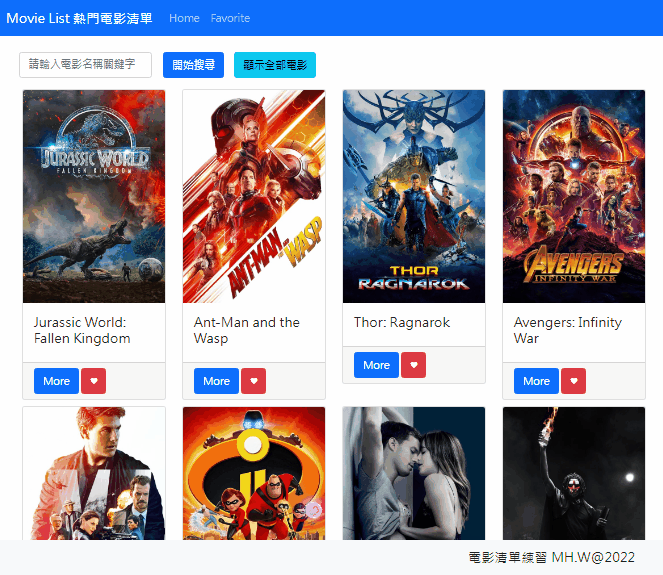 Movie List 熱門電影清單 Home Favorite
請輸入電影名稱關鍵字 開始搜尋 顯示全部電影
JURASSIC WORLD
FALLEN KINGDOM
ANT-MAN AND THE WASP
THOR
RAGNAROK
AVENGERS
INFINITY WAR
Jurassic World:
Fallen Kingdom
Ant-Man and the
Wasp
Thor: Ragnarok
Avengers: Infinity
War
More
More
More
More
電影清單練習 MH.W@2022